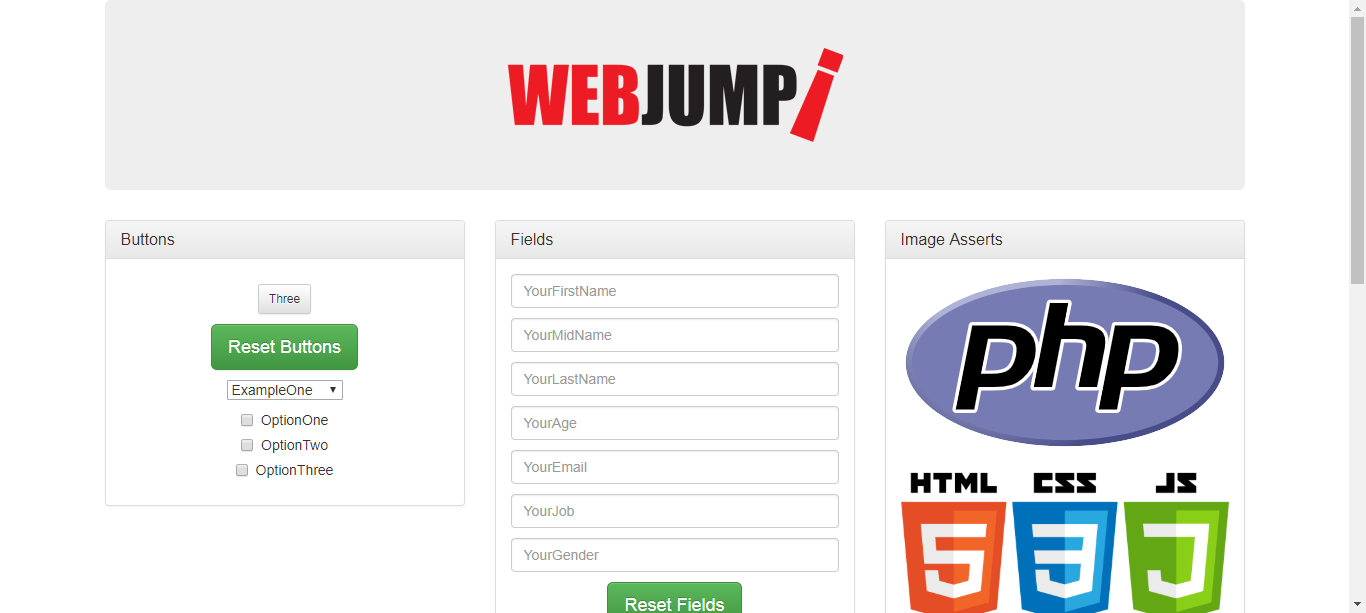 WEBJUMP!
Buttons
Three
Reset Buttons
ExampleOne
OptionOne
OptionTwo
OptionThree
Fields
YourFirstName
YourMidName
YourLastName
YourAge
YourEmail
YourJob
YourGender
Reset Fields
Image Asserts
php
HTML CSS JS
5 3 J